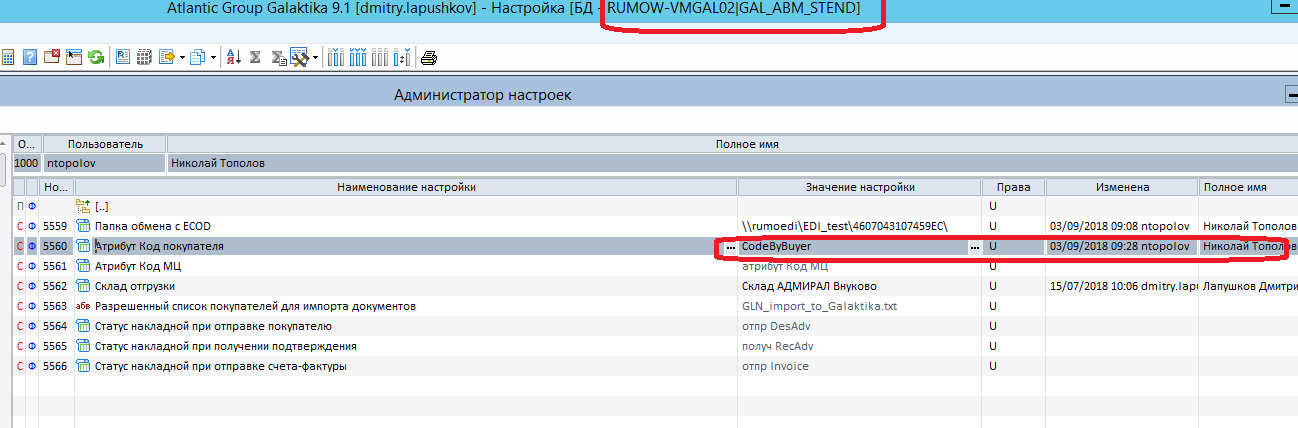 Atlantic Group Galaktika 9.1 [dmitry.lapushkov] - Настройка [БД - RUMOW-VMGAL02|GAL_ABM_STEND]
Администратор настроек
О... Пользователь Полное имя
1000 ntopolov Николай Тополов
Но... Наименование настройки Значение настройки Права Изменена Полное имя
П Ф [..] U
С Ф 5559 Папка обмена с ECOD \\rumoedi\EDI_test\4607043107459EC\ U 03/09/2018 09:08 ntopolov Николай Тополов
С Ф 5560 Атрибут Код покупателя ... CodeByBuyer ... U 03/09/2018 09:28 ntopolov Николай Тополов
С Ф 5561 Атрибут Код МЦ атрибут Код МЦ U
С Ф 5562 Склад отгрузки Склад АДМИРАЛ Внуково U 15/07/2018 10:06 dmitry.lapu Лапушков Дмитри
С Ф 5563 абв Разрешенный список покупателей для импорта документов GLN_import_to_Galaktika.txt U
С Ф 5564 Статус накладной при отправке покупателю отпр DesAdv U
С Ф 5565 Статус накладной при получении подтверждения получ RecAdv U
С Ф 5566 Статус накладной при отправке счета-фактуры отпр Invoice U